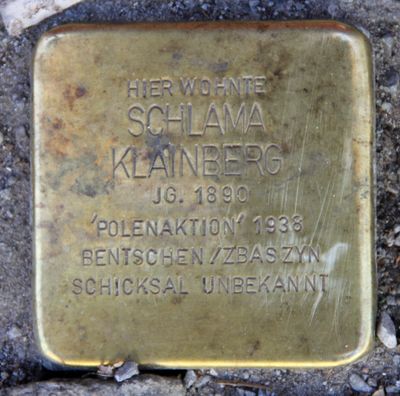 HIER WOHNTE
SCHLAMA
KLAINBERG
JG. 1890
'POLENAKTION' 1938
BENTSCHEN/ZBASZYN
SCHICKSAL UNBEKANNT